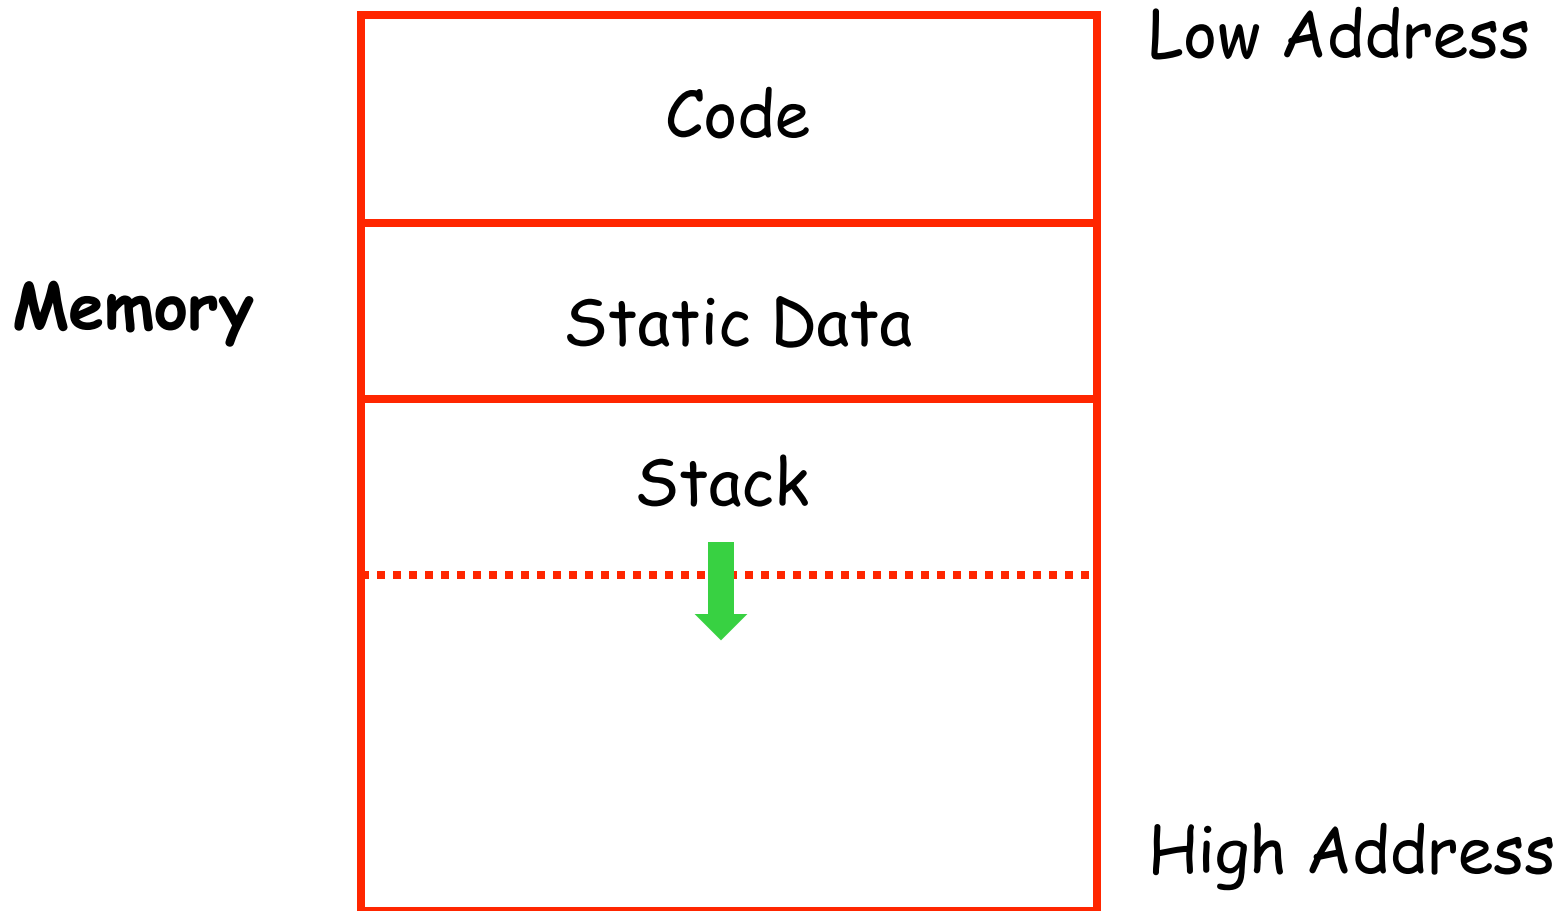 Low Address
Code
Memory
Static Data
Stack
High Address